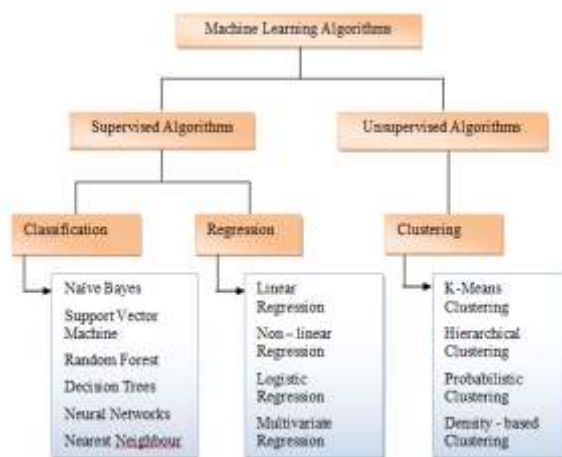 Machine Learning Algorithms
Supervised Algorithms
Unsupervised Algorithms
Classification
Regression
Clustering
Naïve Bayes
Support Vector
Machine
Random Forest
Decision Trees
Neural Networks
Nearest Neighbour
Linear
Regression
Non – linear
Regression
Logistic
Regression
Multivariate
Regression
K-Means
Clustering
Hierarchical
Clustering
Probabilistic
Clustering
Density - based
Clustering